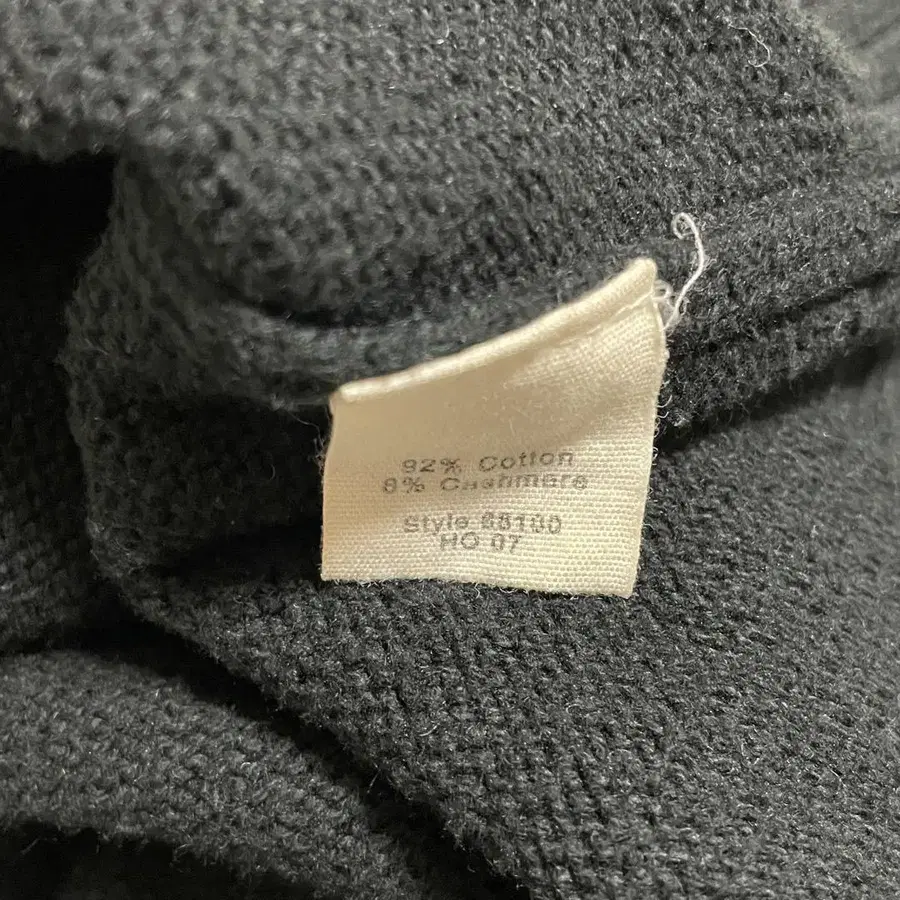 92% Cotton
8% Cashmere
Style
HO 07